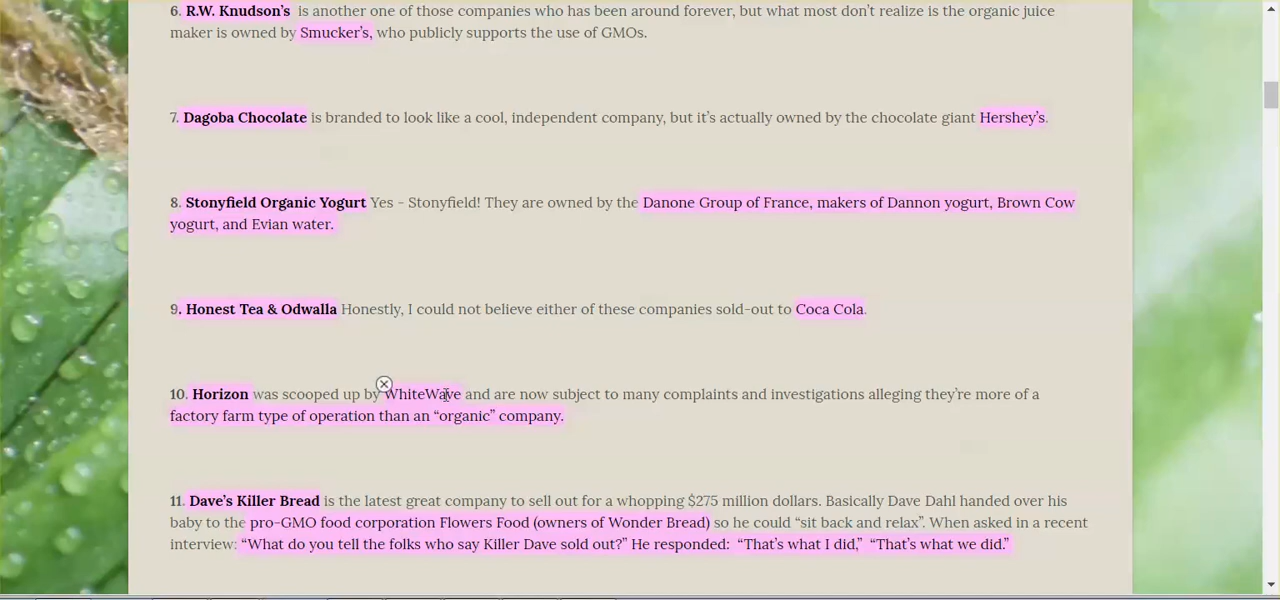 6. R.W. Knudson’s is another one of those companies who has been around forever, but what most don’t realize is the organic juice
maker is owned by Smucker’s, who publicly supports the use of GMOs.
7. Dagoba Chocolate is branded to look like a cool, independent company, but it’s actually owned by the chocolate giant Hershey’s.
8. Stonyfield Organic Yogurt Yes - Stonyfield! They are owned by the Danone Group of France, makers of Dannon yogurt, Brown Cow
yogurt, and Evian water.
9. Honest Tea & Odwalla Honestly, I could not believe either of these companies sold-out to Coca Cola.
10. Horizon was scooped up by WhiteWave and are now subject to many complaints and investigations alleging they’re more of a
factory farm type of operation than an “organic” company.
11. Dave’s Killer Bread is the latest great company to sell out for a whopping $275 million dollars. Basically Dave Dahl handed over his
baby to the pro-GMO food corporation Flowers Food (owners of Wonder Bread) so he could “sit back and relax”. When asked in a recent
interview: “What do you tell the folks who say Killer Dave sold out?” He responded: “That’s what I did,” “That’s what we did.”